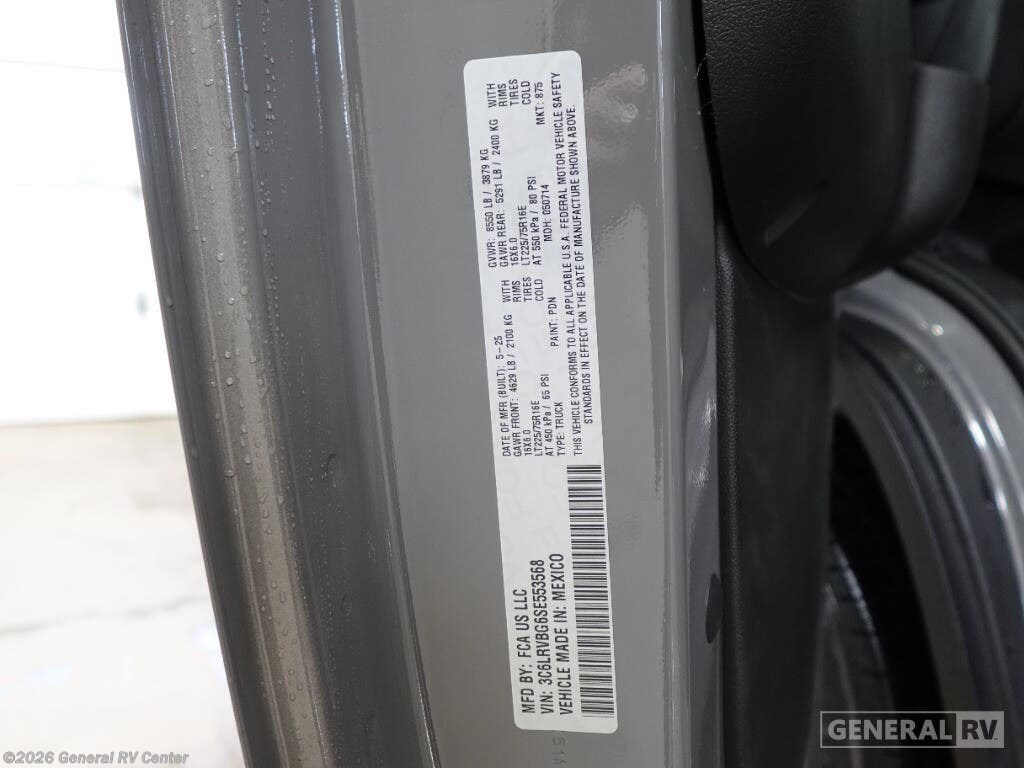 MFD BY: FCA US LLC
VIN: 3C6LRVBG6SE553568
VEHICLE MADE IN: MEXICO
DATE OF MFR (BUILT): 5-25
GAWR FRONT: 4629 LB / 2100 KG WITH
16X6.0 RIMS
LT225/75R16E TIRES
AT 450 kPa / 65 PSI COLD
TYPE: TRUCK PAINT: PDN
GVWR: 8550 LB / 3879 KG
GAWR REAR: 5291 LB / 2400 KG WITH
16X6.0 RIMS
LT225/75R16E TIRES
AT 550 kPa / 80 PSI COLD
MDH: 050714 MKT: 875
THIS VEHICLE CONFORMS TO ALL APPLICABLE U.S.A. FEDERAL MOTOR VEHICLE SAFETY
STANDARDS IN EFFECT ON THE DATE OF MANUFACTURE SHOWN ABOVE.
GENERAL RV
©2026 General RV Center